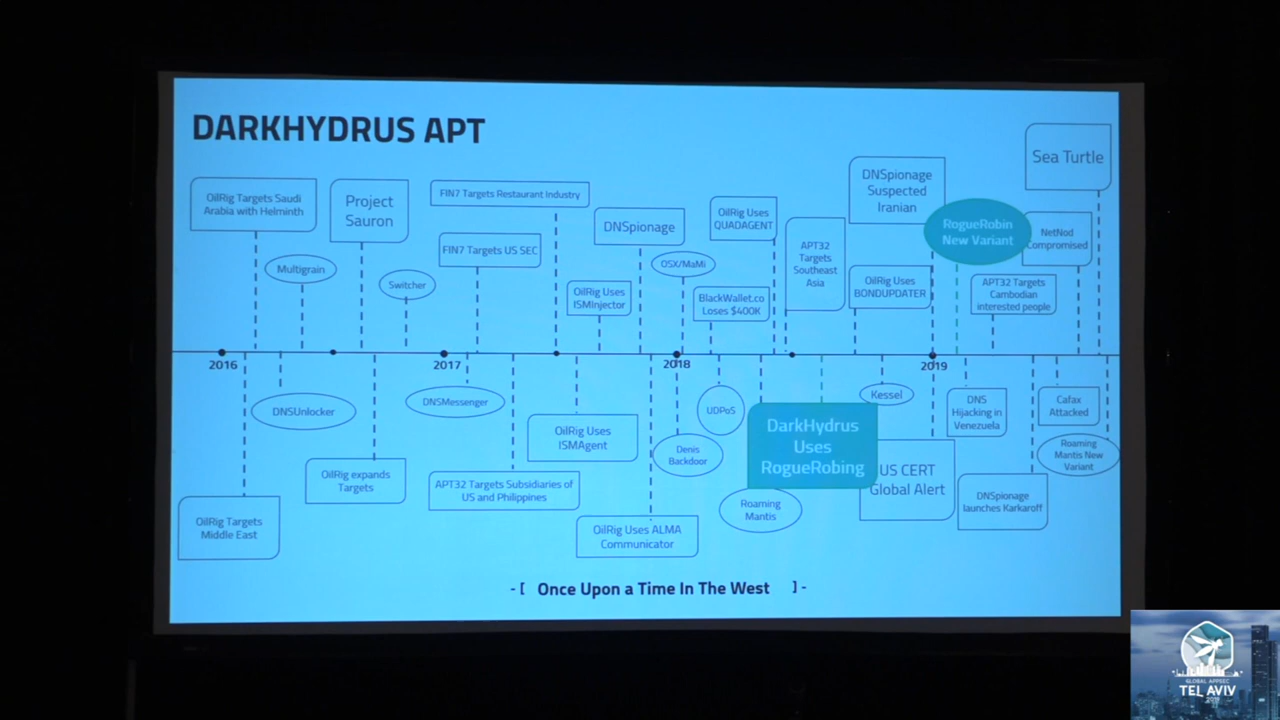 DARKHYDRUS APT
OilRig Targets Saudi
Arabia with Helminth
Project
Sauron
FIN7 Targets Restaurant Industry
FIN7 Targets US SEC
Multigrain
Switcher
OilRig Uses
ISMInjector
DNSpionage
OSX/MaMi
OilRig Uses
QUADAGENT
BlackWallet.co
Loses $400K
APT32
Targets
Southeast
Asia
DNSpionage
Suspected
Iranian
OilRig Uses
BONDUPDATER
RogueRobin
New Variant
Sea Turtle
NetNod
Compromised
APT32 Targets
Cambodian
interested people
2016
2017
2018
2019
DNSUnlocker
OilRig Targets
Middle East
OilRig expands
Targets
DNSMessenger
APT32 Targets Subsidiaries of
US and Philippines
OilRig Uses
ISMAgent
OilRig Uses ALMA
Communicator
Denis
Backdoor
UDPoS
Roaming
Mantis
DarkHydrus
Uses
RogueRobing
Kessel
US CERT
Global Alert
DNS
Hijacking in
Venezuela
DNSpionage
launches Karkaroff
Cafax
Attacked
Roaming
Mantis New
Variant
-[ Once Upon a Time In The West ]-
GLOBAL APPSEC
TEL AVIV
2019